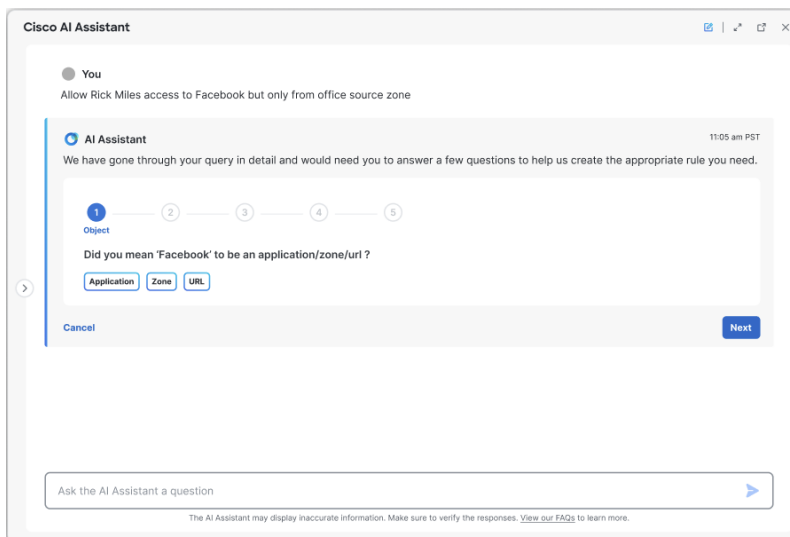 Cisco AI Assistant
You
Allow Rick Miles access to Facebook but only from office source zone
AI Assistant
11:05 am PST
We have gone through your query in detail and would need you to answer a few questions to help us create the appropriate rule you need.
1 2 3 4 5
Object
Did you mean ‘Facebook’ to be an application/zone/url ?
Application Zone URL
Cancel
Next
Ask the AI Assistant a question
The AI Assistant may display inaccurate information. Make sure to verify the responses. View our FAQs to learn more.